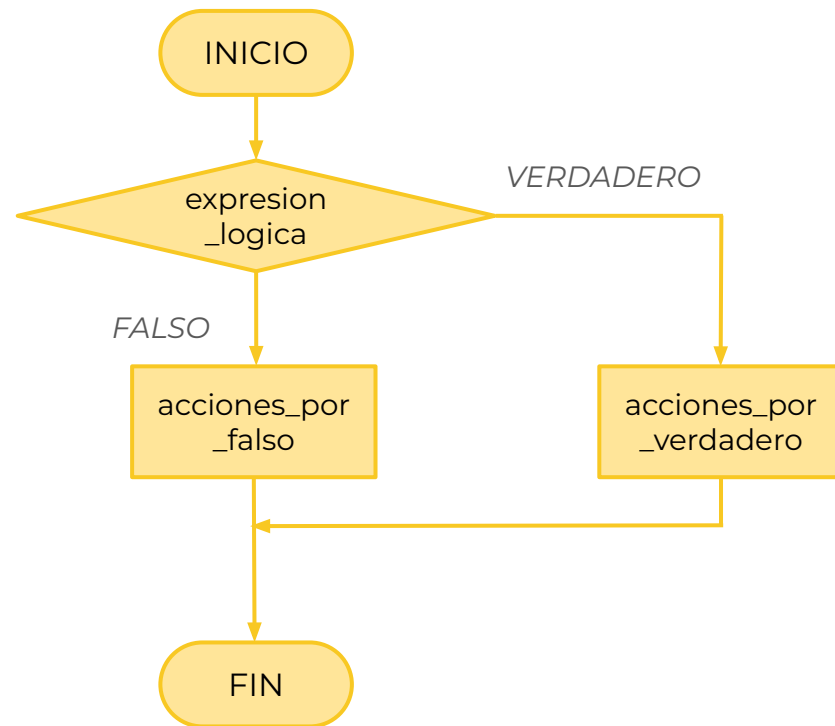 INICIO
VERDADERO
expresion
_logica
FALSO
acciones_por
_falso
acciones_por
_verdadero
FIN